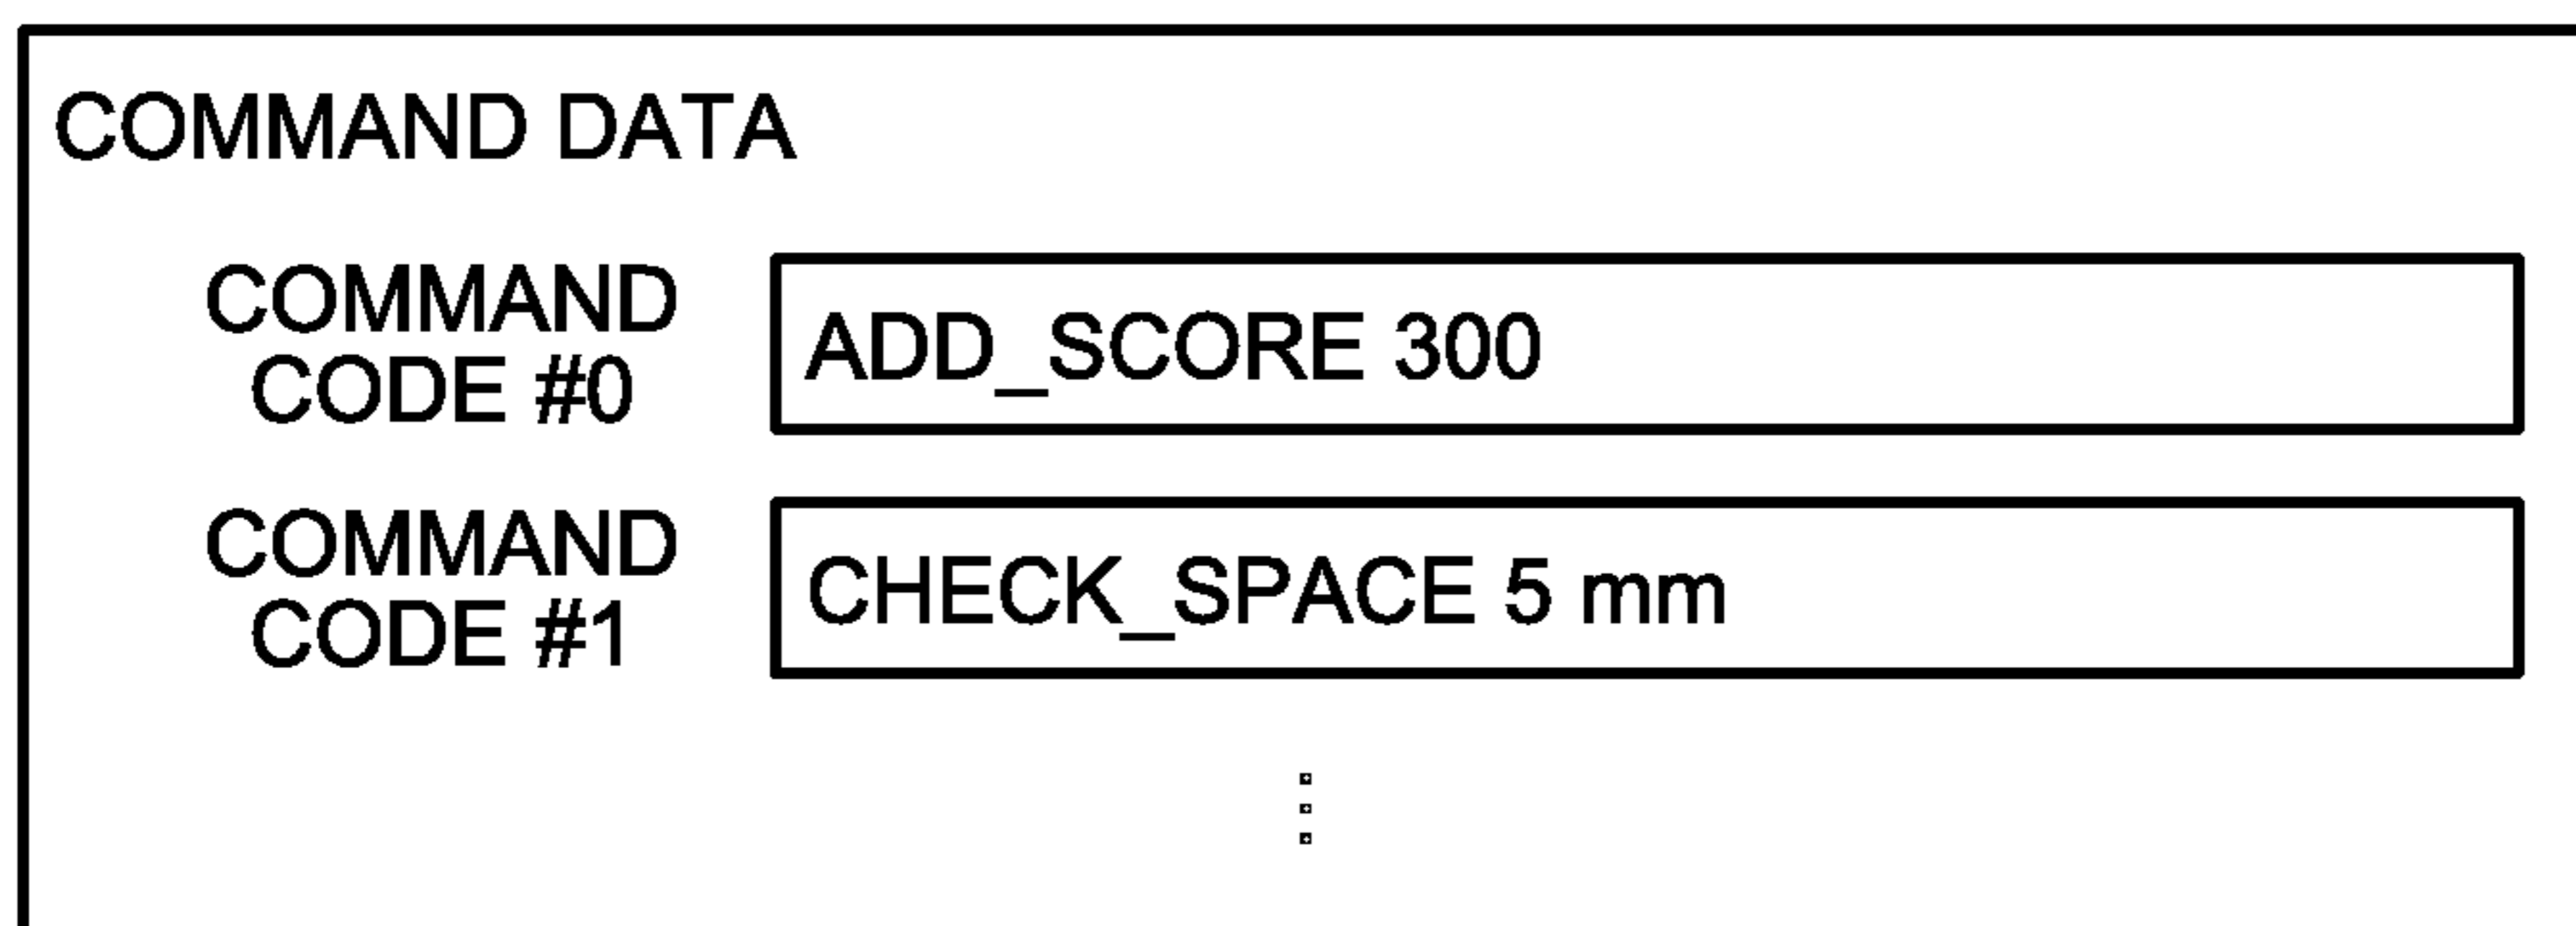 COMMAND DATA
COMMAND
CODE #0
ADD_SCORE 300
COMMAND
CODE #1
CHECK_SPACE 5 mm